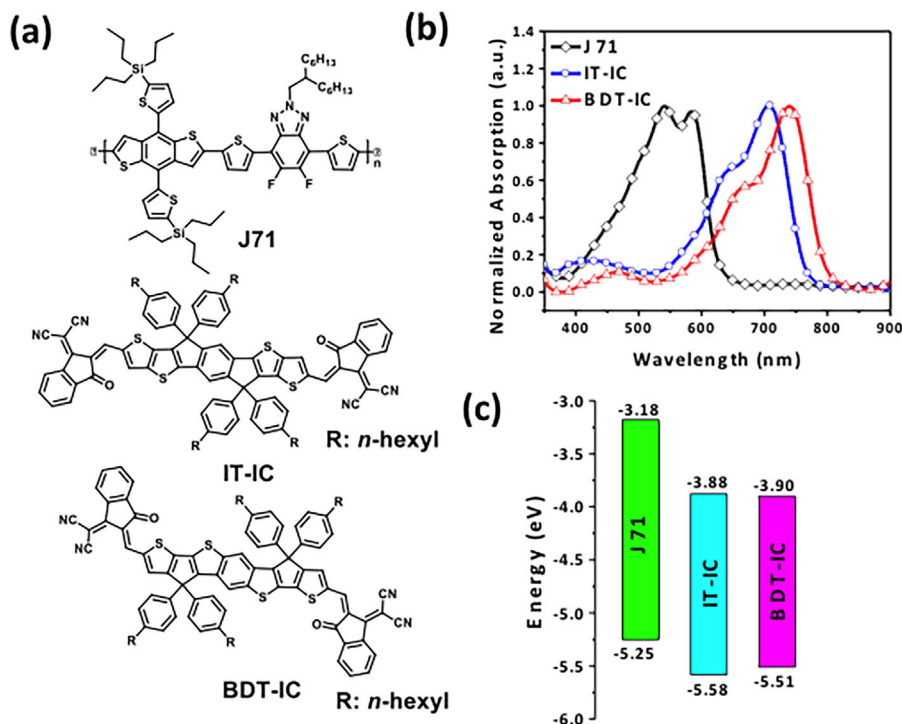 (a)
Si
S
C6H13
C6H13
N
N
N
S
S
S
S
F
F
n
S
Si
J71
R
R
NC
CN
O
S
S
S
S
O
CN
NC
R
R
R: n-hexyl
IT-IC
O
NC
CN
R
R
S
S
S
S
R
R
O
CN
CN
BDT-IC
R: n-hexyl
(b)
J71
IT-IC
BDT-IC
Normalized Absorption (a.u.)
1.4
1.2
1.0
0.8
0.6
0.4
0.2
0.0
400 500 600 700 800 900
Wavelength (nm)
(c)
Energy (eV)
-3.0
-3.5
-4.0
-4.5
-5.0
-5.5
-6.0
-3.18
J71
-5.25
-3.88
IT-IC
-5.58
-3.90
BDT-IC
-5.51